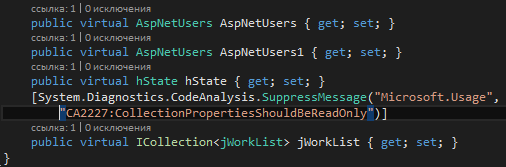 ссылка: 1 | 0 исключения
public virtual AspNetUsers AspNetUsers { get; set; }
ссылка: 1 | 0 исключения
public virtual AspNetUsers AspNetUsers1 { get; set; }
ссылка: 1 | 0 исключения
public virtual hState hState { get; set; }
[System.Diagnostics.CodeAnalysis.SuppressMessage("Microsoft.Usage",
"CA2227:CollectionPropertiesShouldBeReadOnly")]
ссылка: 1 | 0 исключения
public virtual ICollection<jWorkList> jWorkList { get; set; }
}